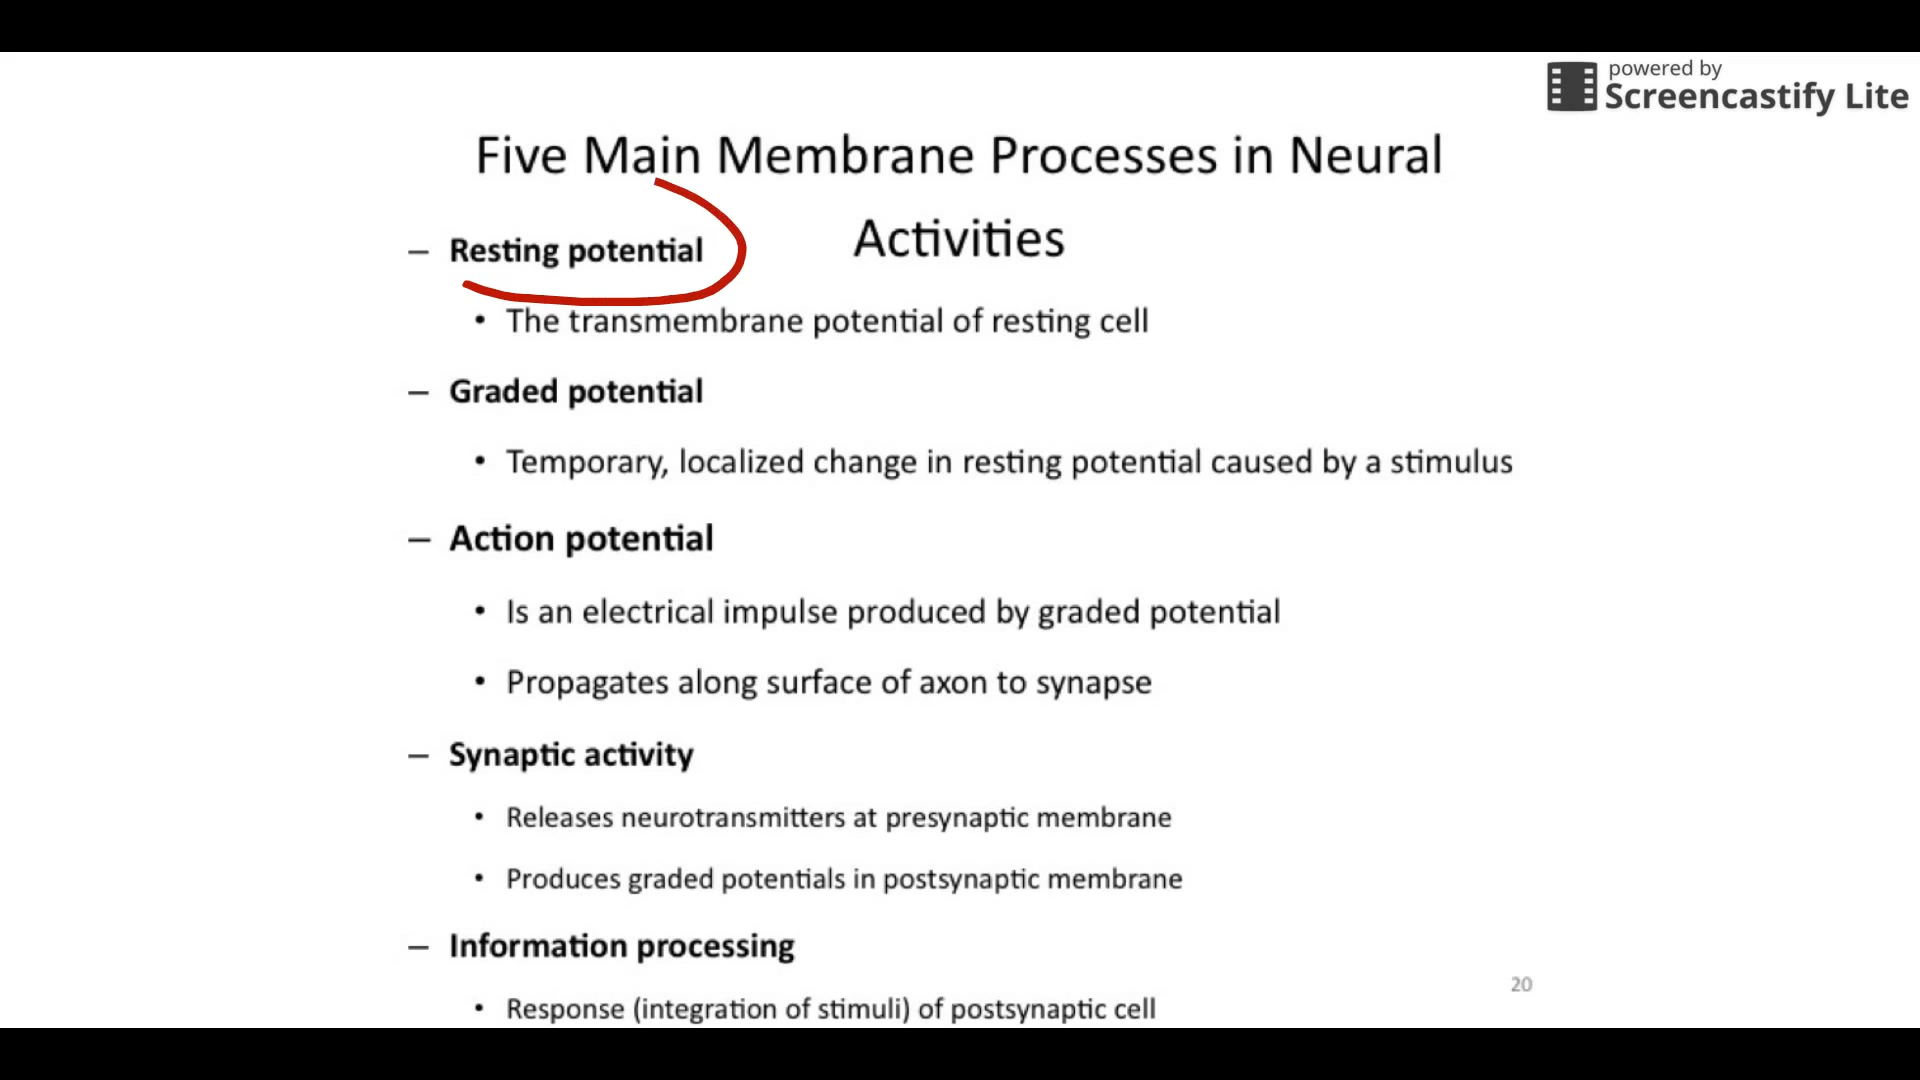 powered by
Screencastify Lite
Five Main Membrane Processes in Neural
Activities
– Resting potential
• The transmembrane potential of resting cell
– Graded potential
• Temporary, localized change in resting potential caused by a stimulus
– Action potential
• Is an electrical impulse produced by graded potential
• Propagates along surface of axon to synapse
– Synaptic activity
• Releases neurotransmitters at presynaptic membrane
• Produces graded potentials in postsynaptic membrane
– Information processing
• Response (integration of stimuli) of postsynaptic cell
20